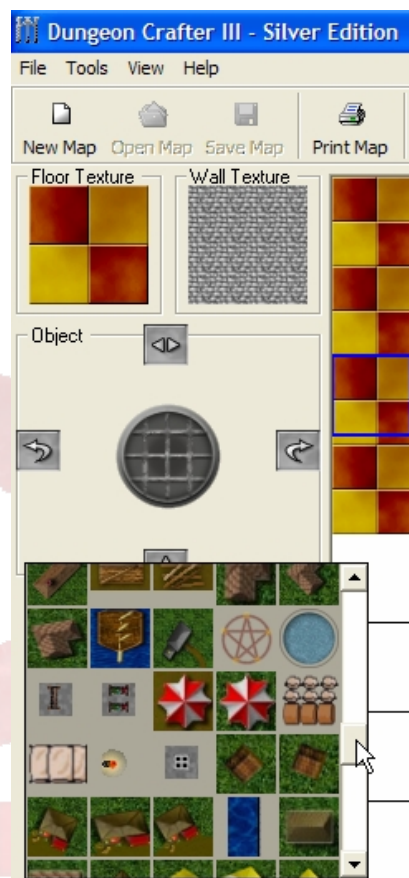 Dungeon Crafter III - Silver Edition
File Tools View Help
New Map Open Map Save Map Print Map
Floor Texture Wall Texture
Object